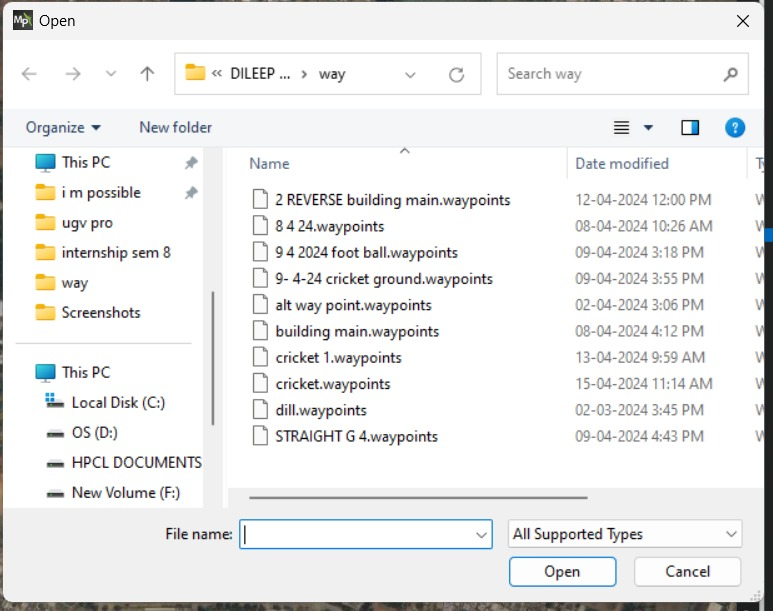 Mp Open
« DILEEP ... › way
Search way
Organize
New folder
Name
Date modified
This PC
i m possible
ugv pro
internship sem 8
way
Screenshots
This PC
Local Disk (C:)
OS (D:)
HPCL DOCUMENTS
New Volume (F:)
2 REVERSE building main.waypoints 12-04-2024 12:00 PM
8 4 24.waypoints 08-04-2024 10:26 AM
9 4 2024 foot ball.waypoints 09-04-2024 3:18 PM
9- 4-24 cricket ground.waypoints 09-04-2024 3:55 PM
alt way point.waypoints 02-04-2024 3:06 PM
building main.waypoints 08-04-2024 4:12 PM
cricket 1.waypoints 13-04-2024 9:59 AM
cricket.waypoints 15-04-2024 11:14 AM
dill.waypoints 02-03-2024 3:45 PM
STRAIGHT G 4.waypoints 09-04-2024 4:43 PM
File name:
All Supported Types
Open
Cancel